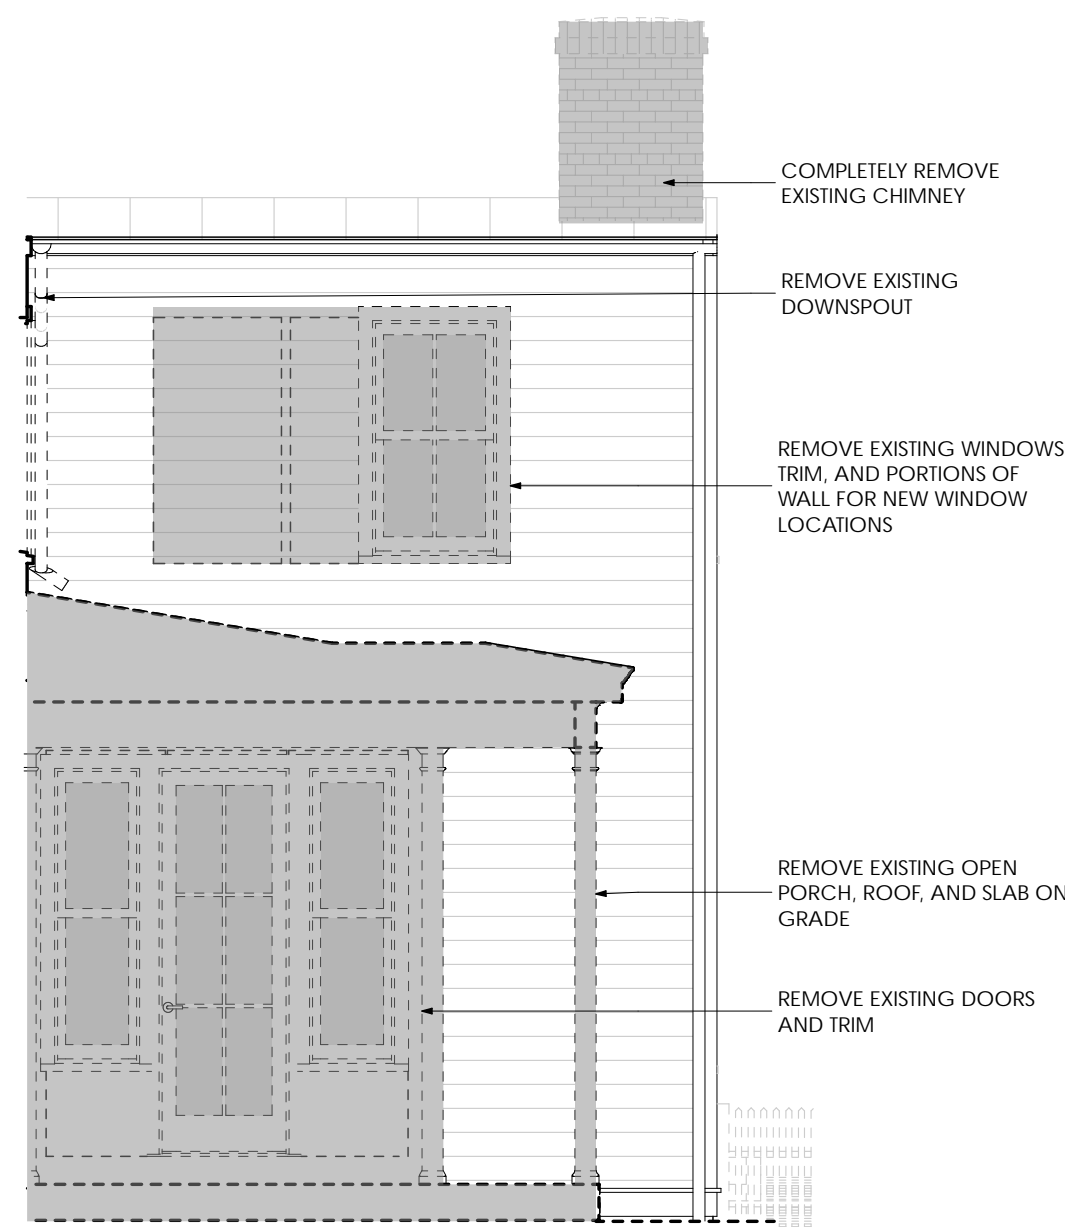 COMPLETELY REMOVE
EXISTING CHIMNEY
REMOVE EXISTING
DOWNSPOUT
REMOVE EXISTING WINDOWS
TRIM, AND PORTIONS OF
WALL FOR NEW WINDOW
LOCATIONS
REMOVE EXISTING OPEN
PORCH, ROOF, AND SLAB ON
GRADE
REMOVE EXISTING DOORS
AND TRIM